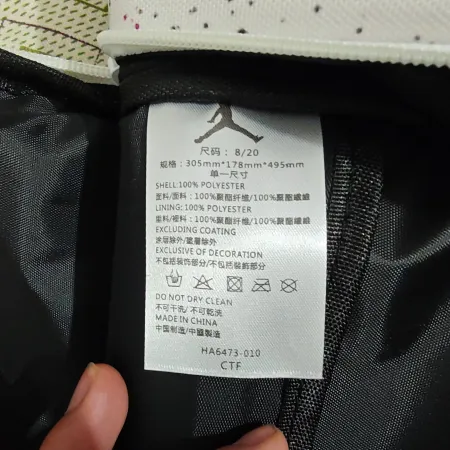 尺码：8/20
规格：305mm*178mm*495mm
单一尺寸
SHELL:100% POLYESTER
面料/面料：100%聚酯纤维/100%聚酯纖維
LINING:100% POLYESTER
里料/裡料：100%聚酯纤维/100%聚酯纖維
EXCLUDING COATING
涂层除外/塗層除外
EXCLUSIVE OF DECORATION
不包括装饰部分/不包括裝飾部分
DO NOT DRY CLEAN
不可干洗/不可乾洗
MADE IN CHINA
中国制造/中國製造
HA6473-010
CTF